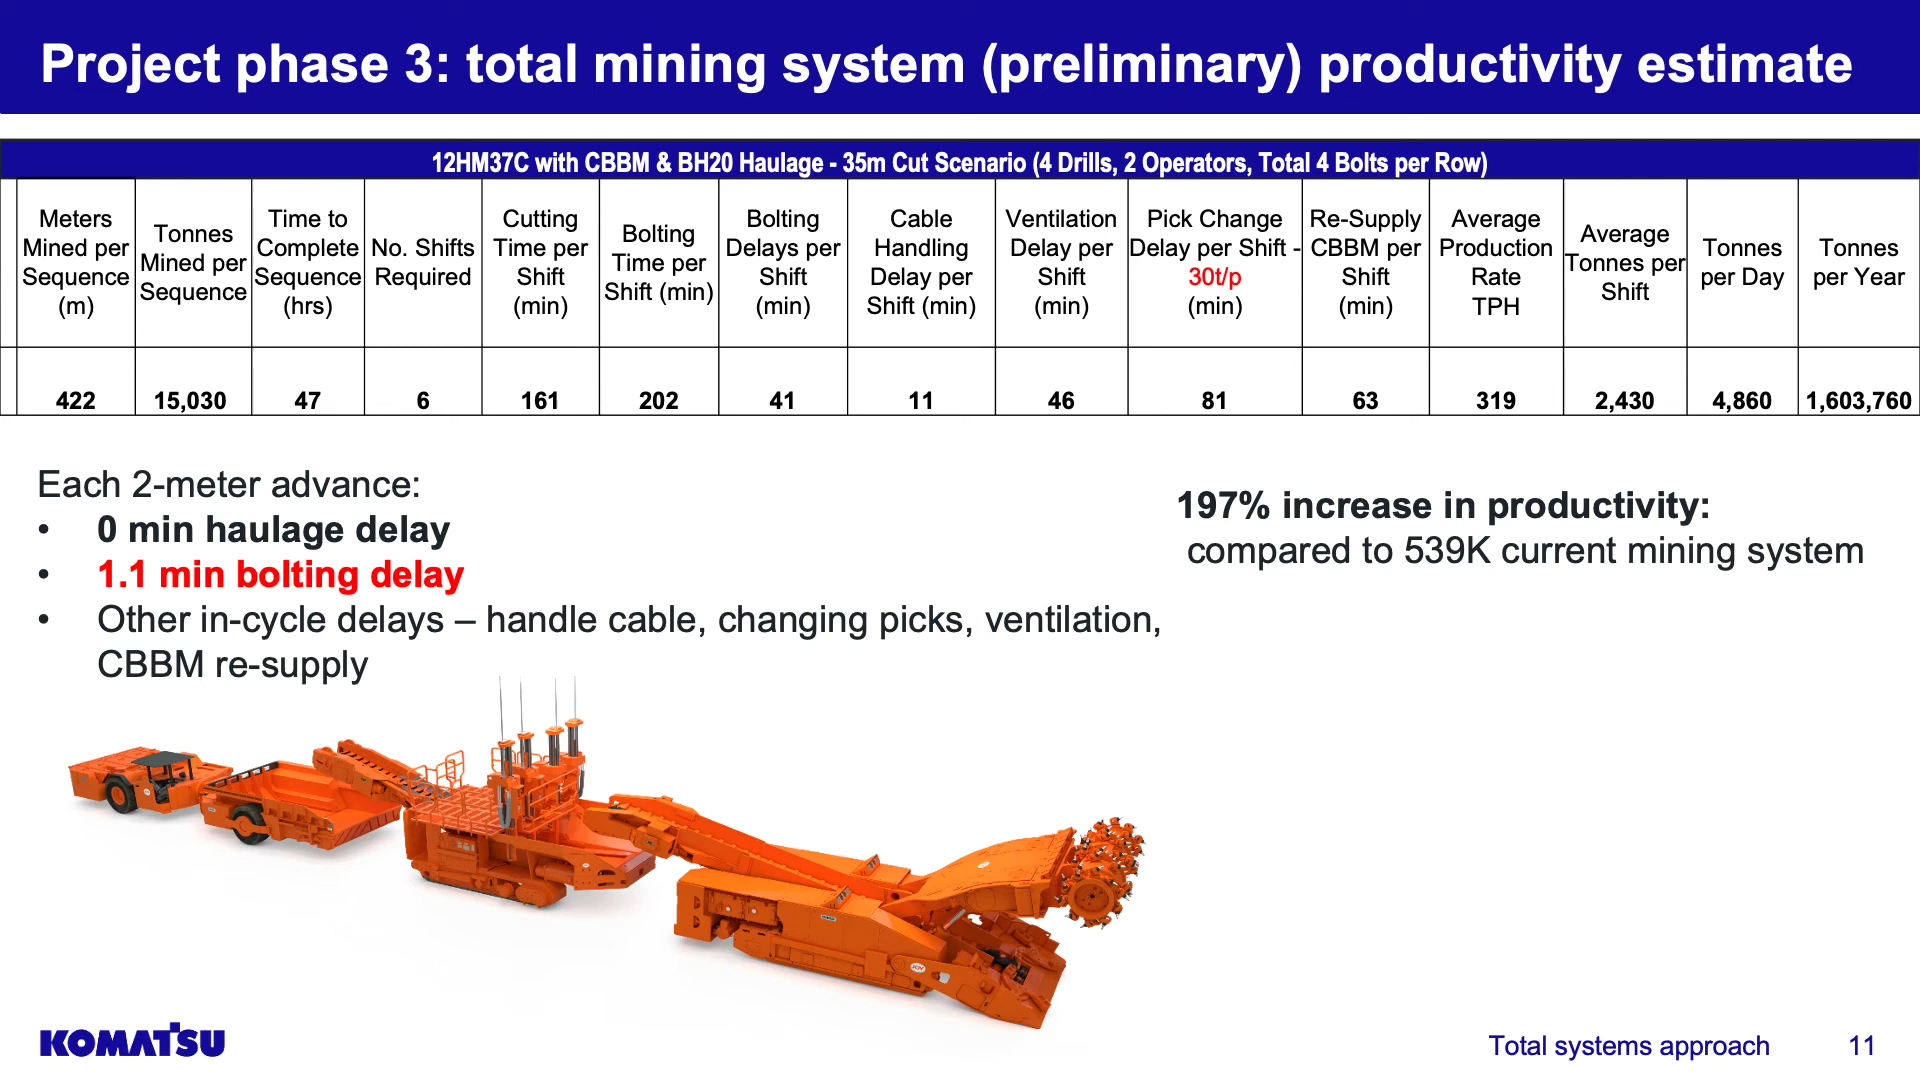 Project phase 3: total mining system (preliminary) productivity estimate
12HM37C with CBBM & BH20 Haulage - 35m Cut Scenario (4 Drills, 2 Operators, Total 4 Bolts per Row)
Meters
Mined per
Sequence
(m)
Tonnes
Mined per
Sequence
Time to
Complete
Sequence
(hrs)
No. Shifts
Required
Cutting
Time per
Shift
(min)
Bolting
Time per
Shift (min)
Bolting
Delays per
Shift
(min)
Cable
Handling
Delay per
Shift (min)
Ventilation
Delay per
Shift
(min)
Pick Change
Delay per Shift -
30t/p
(min)
Re-Supply
CBBM per
Shift
(min)
Average
Production
Rate
TPH
Average
Tonnes per
Shift
Tonnes
per Day
Tonnes
per Year
422 15,030 47 6 161 202 41 11 46 81 63 319 2,430 4,860 1,603,760
Each 2-meter advance:
• 0 min haulage delay
• 1.1 min bolting delay
• Other in-cycle delays – handle cable, changing picks, ventilation,
CBBM re-supply
197% increase in productivity:
compared to 539K current mining system
KOMATSU
Total systems approach 11